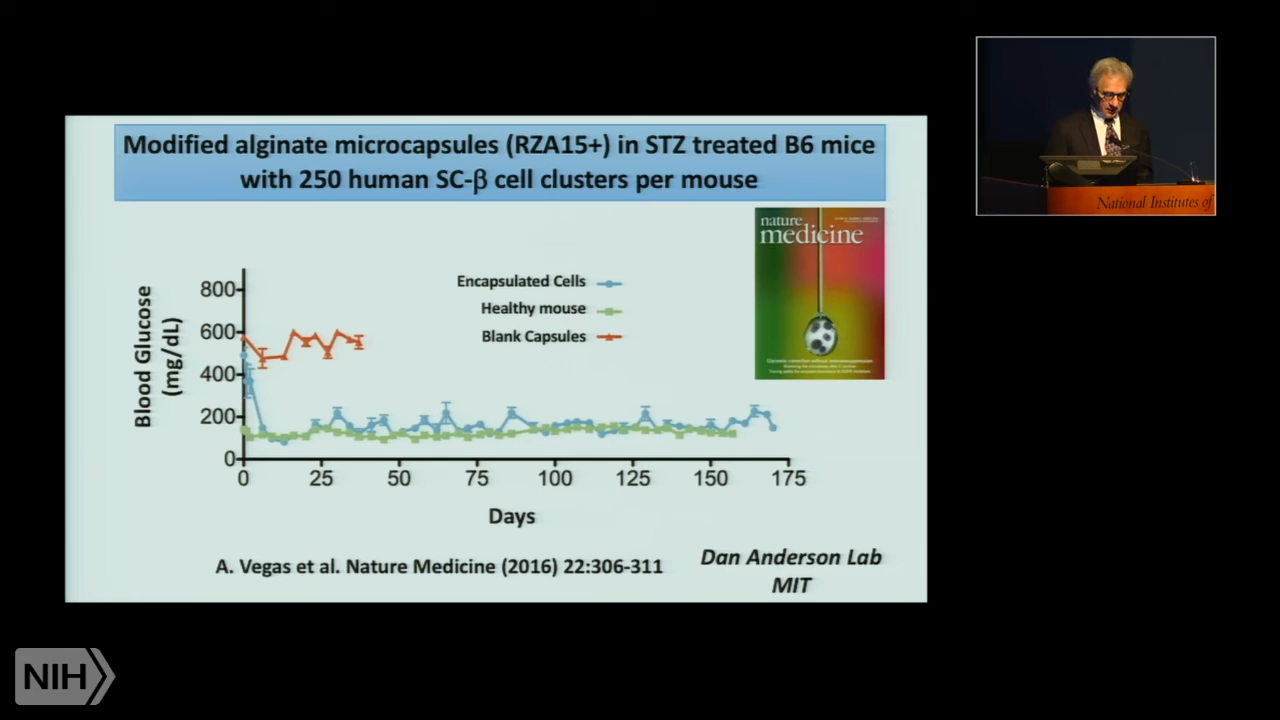 Modified alginate microcapsules (RZA15+) in STZ treated B6 mice
with 250 human SC-β cell clusters per mouse
nature
medicine
Encapsulated Cells
Healthy mouse
Blank Capsules
Blood Glucose
(mg/dL)
800
600
400
200
0
0 25 50 75 100 125 150 175
Days
A. Vegas et al. Nature Medicine (2016) 22:306-311
Dan Anderson Lab
MIT
National Institutes of
NIH